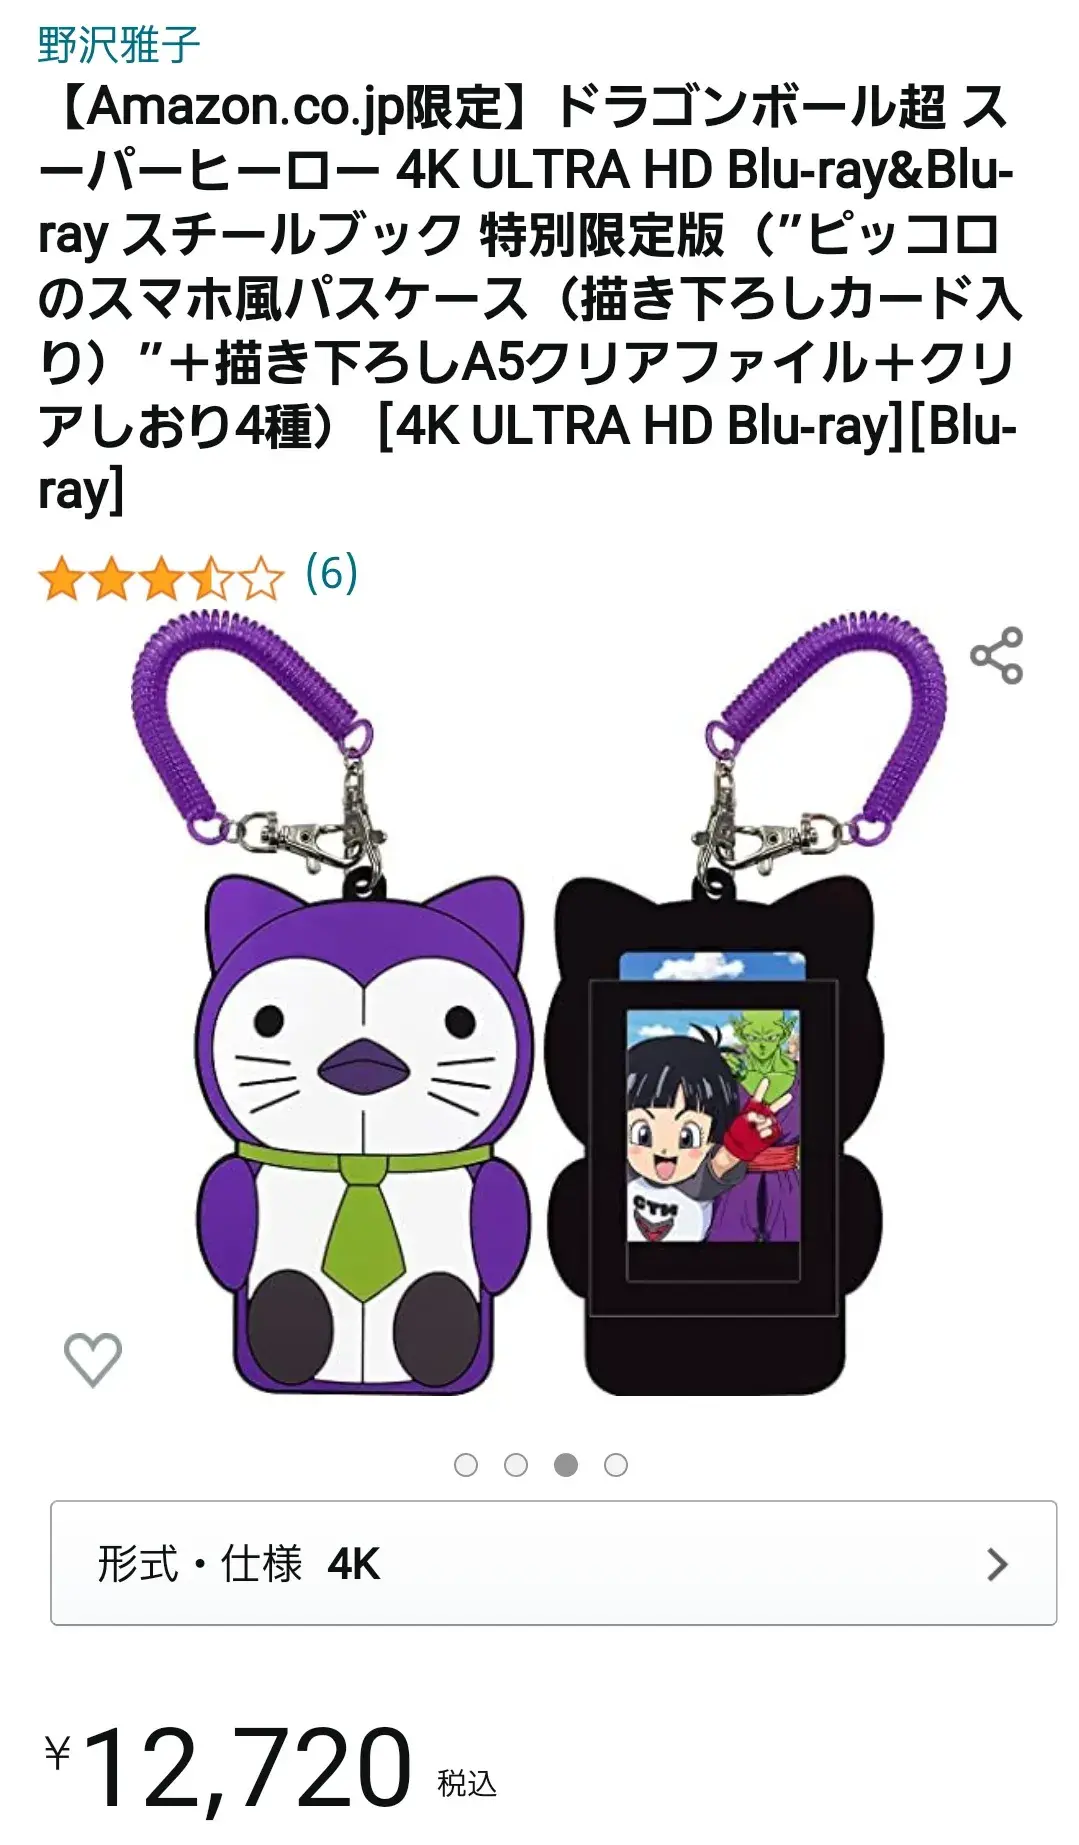 野沢雅子
【Amazon.co.jp限定】ドラゴンボール超 ス
ーパーヒーロー 4K ULTRA HD Blu-ray&Blu-
ray スチールブック 特別限定版（″ピッコロ
のスマホ風パスケース（描き下ろしカード入
り）″＋描き下ろしA5クリアファイル＋クリ
アしおり4種） [4K ULTRA HD Blu-ray][Blu-
ray]
(6)
形式・仕様 4K
¥12,720 税込